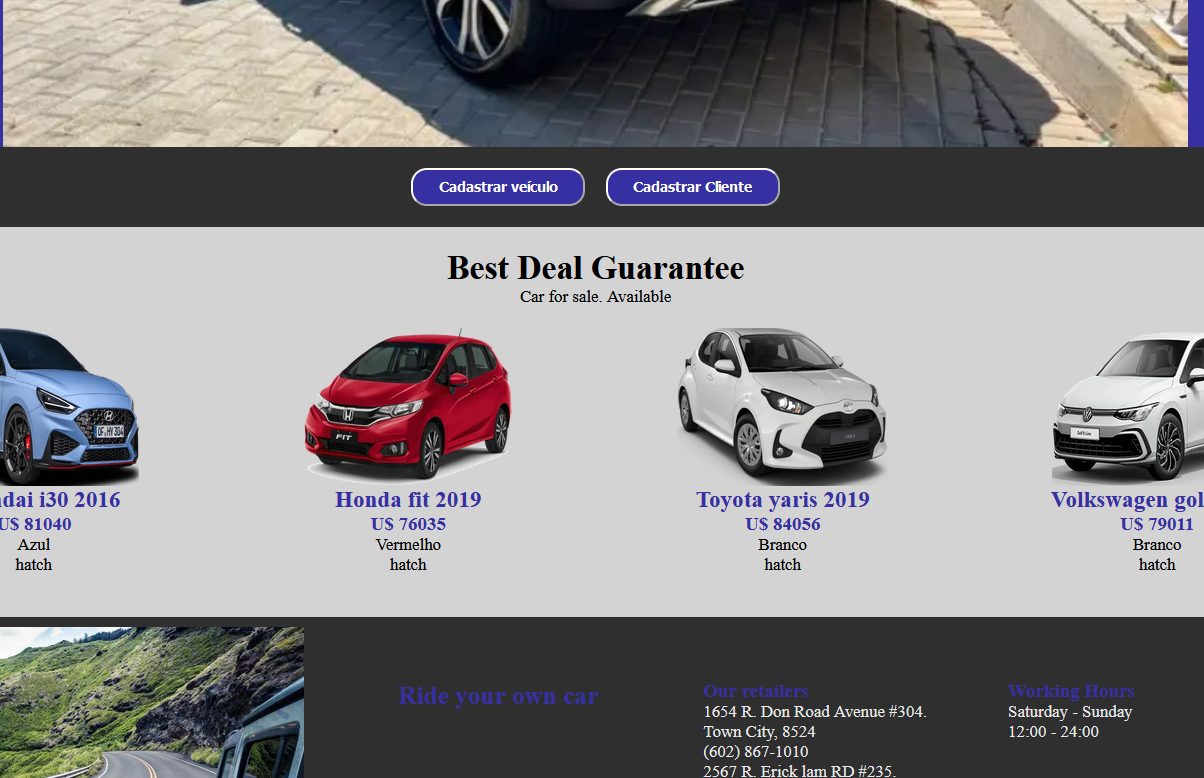 Cadastrar veículo
Cadastrar Cliente
Best Deal Guarantee
Car for sale. Available
FIT
YARIS
dai i30 2016
U$ 81040
Azul
hatch
Honda fit 2019
U$ 76035
Vermelho
hatch
Toyota yaris 2019
U$ 84056
Branco
hatch
Volkswagen gol
U$ 79011
Branco
hatch
Ride your own car
Our retailers
1654 R. Don Road Avenue #304.
Town City, 8524
(602) 867-1010
2567 R. Erick lam RD #235.
Working Hours
Saturday - Sunday
12:00 - 24:00